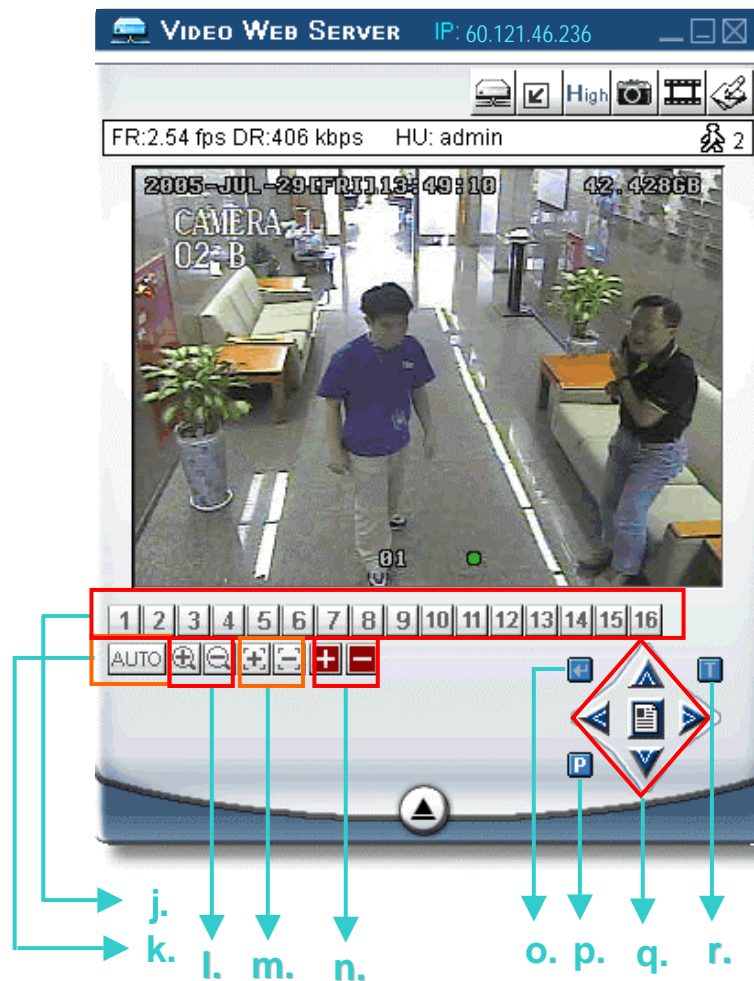 VIDEO WEB SERVER IP: 60.121.46.236
High
FR:2.54 fps DR:406 kbps HU: admin 2
2005-JUL-29[FRI]13:49:10 42.428GB
CAMERA 1
02 B
01
1 2 3 4 5 6 7 8 9 10 11 12 13 14 15 16
AUTO
T
P
j.
k. l. m. n. o. p. q. r.